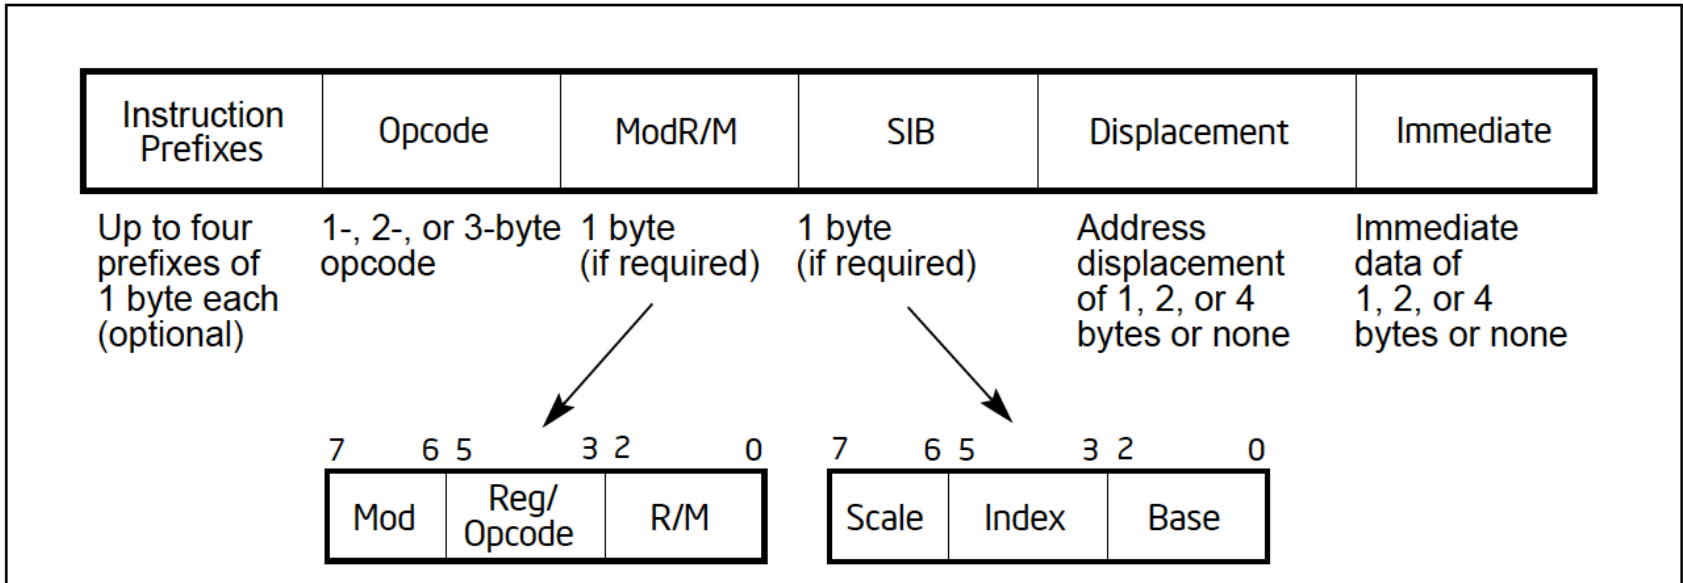 Instruction
Prefixes
Opcode
ModR/M
SIB
Displacement
Immediate
Up to four
prefixes of
1 byte each
(optional)
1-, 2-, or 3-byte
opcode
1 byte
(if required)
1 byte
(if required)
Address
displacement
of 1, 2, or 4
bytes or none
Immediate
data of
1, 2, or 4
bytes or none
7 6 5 3 2 0
Mod
Reg/
Opcode
R/M
7 6 5 3 2 0
Scale
Index
Base